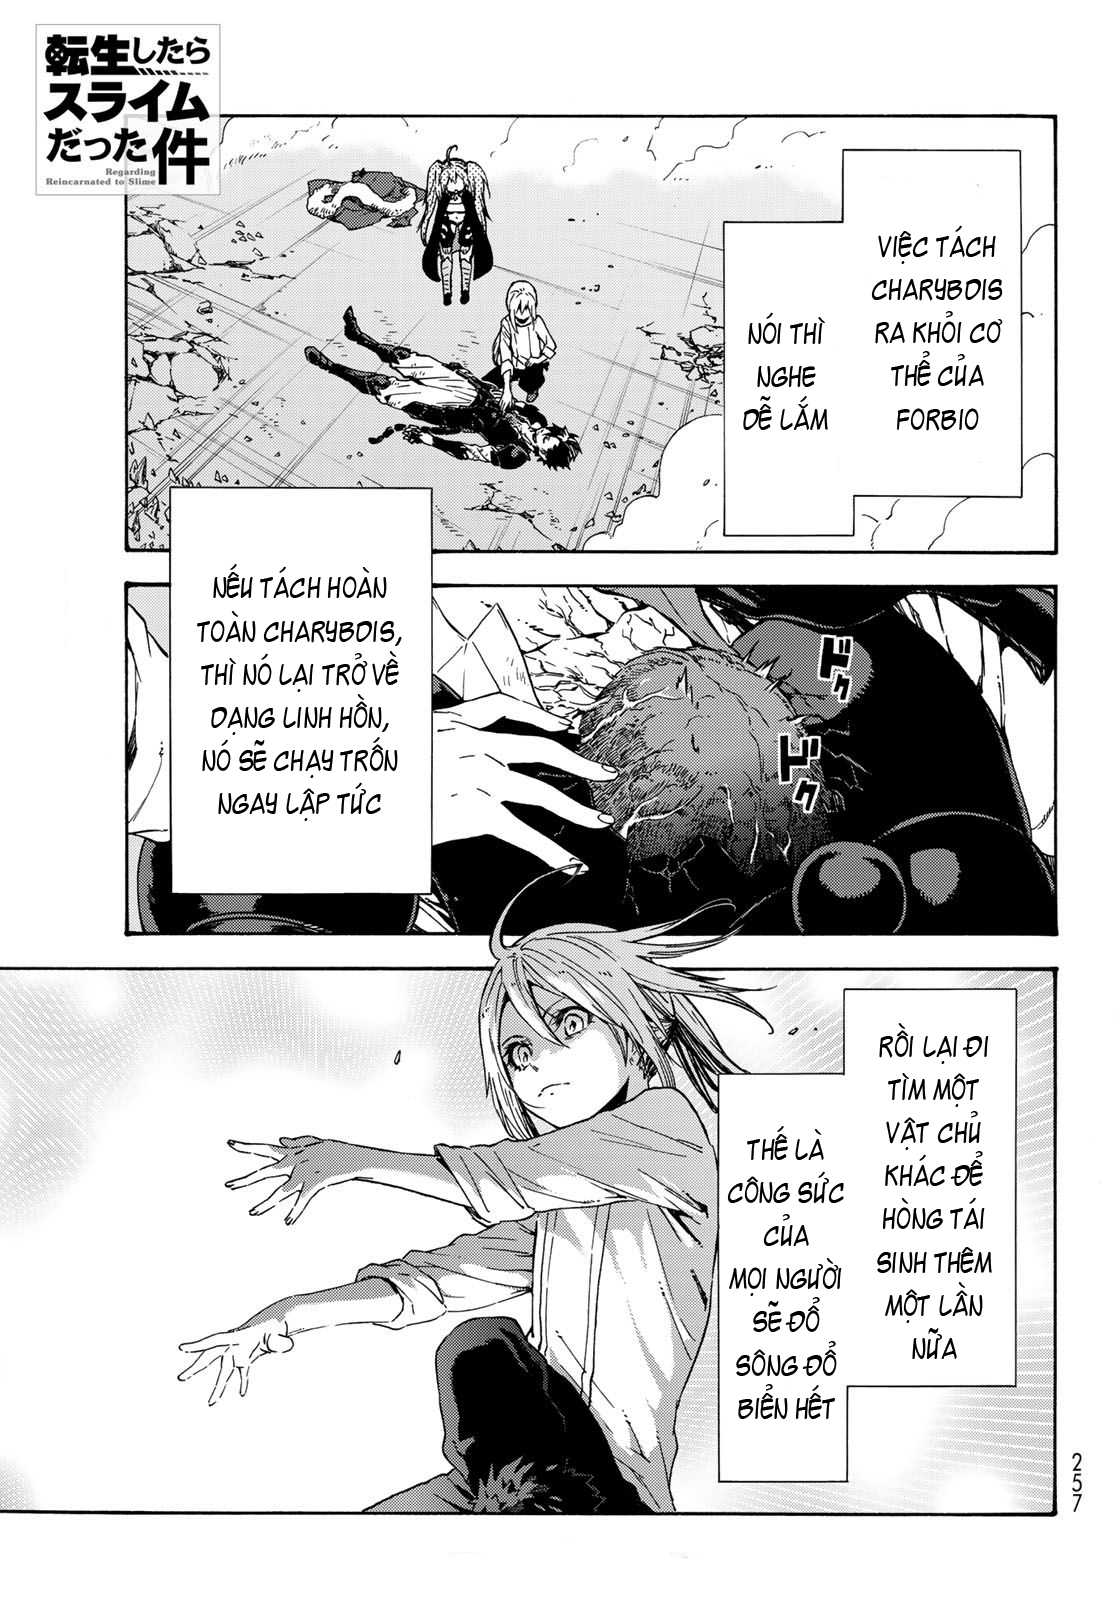 転生したら
スライム
だった件
Regarding
Reincarnated to Slime
VIỆC TÁCH
CHARYBDIS
RA KHỎI CƠ
THỂ CỦA
FORBIO
NÓI THÌ
NGHE
DỄ LẮM
NẾU TÁCH HOÀN
TOÀN CHARYBDIS,
THÌ NÓ LẠI TRỞ VỀ
DẠNG LINH HỒN,
NÓ SẼ CHẠY TRỐN
NGAY LẬP TỨC
ドクッ
ドクッ
RỒI LẠI ĐI
TÌM MỘT
VẬT CHỦ
KHÁC ĐỂ
HÒNG TÁI
SINH THÊM
MỘT LẦN
NỮA
THẾ LÀ
CÔNG SỨC
CỦA
MỌI NGƯỜI
SẼ ĐỔ
SÔNG ĐỔ
BIỂN HẾT
257